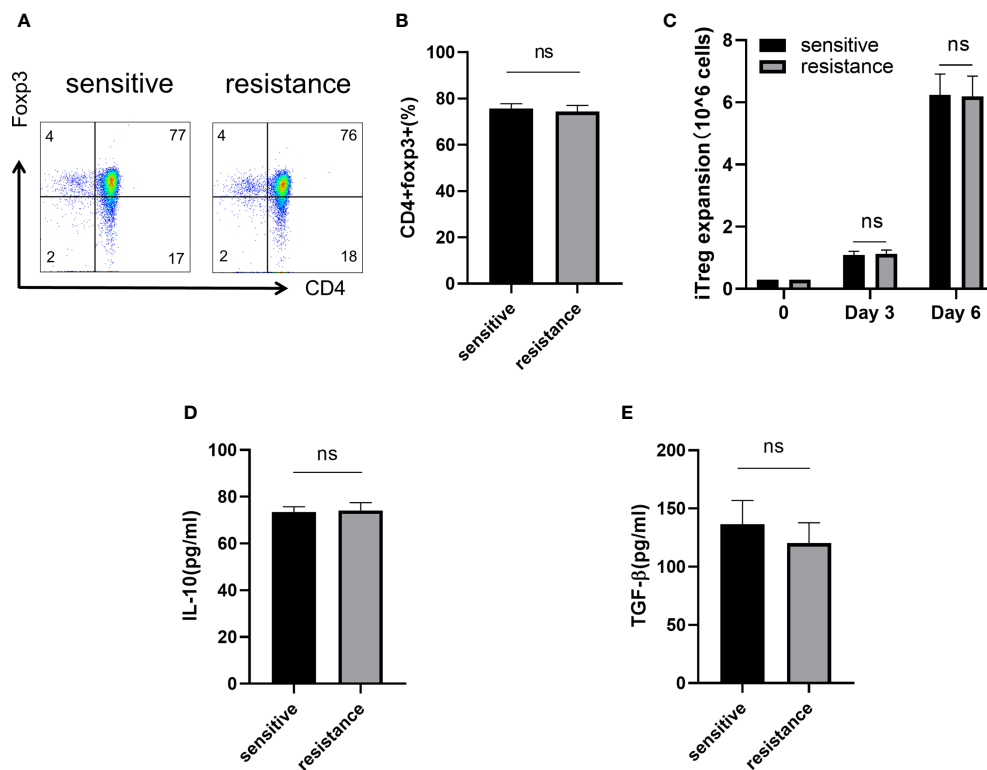 A
Foxp3
sensitive
resistance
4
77
2
17
4
76
2
18
CD4
B
CD4+foxp3+(%)
100
80
60
40
20
0
ns
sensitive
resistance
C
iTreg expansion（10^6 cells)
8
6
4
2
0
sensitive
resistance
ns
ns
0
Day 3
Day 6
D
IL-10(pg/ml)
100
80
60
40
20
0
ns
sensitive
resistance
E
TGF-β(pg/ml)
200
150
100
50
0
ns
sensitive
resistance